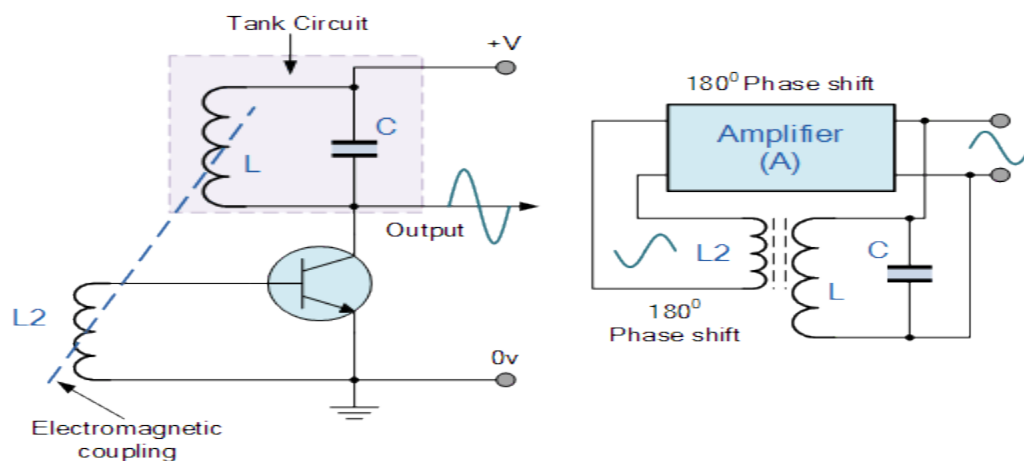 Tank Circuit
+V
C
L
Output
L2
0v
Electromagnetic
coupling
180⁰ Phase shift
Amplifier
(A)
L2
C
L
180⁰
Phase shift